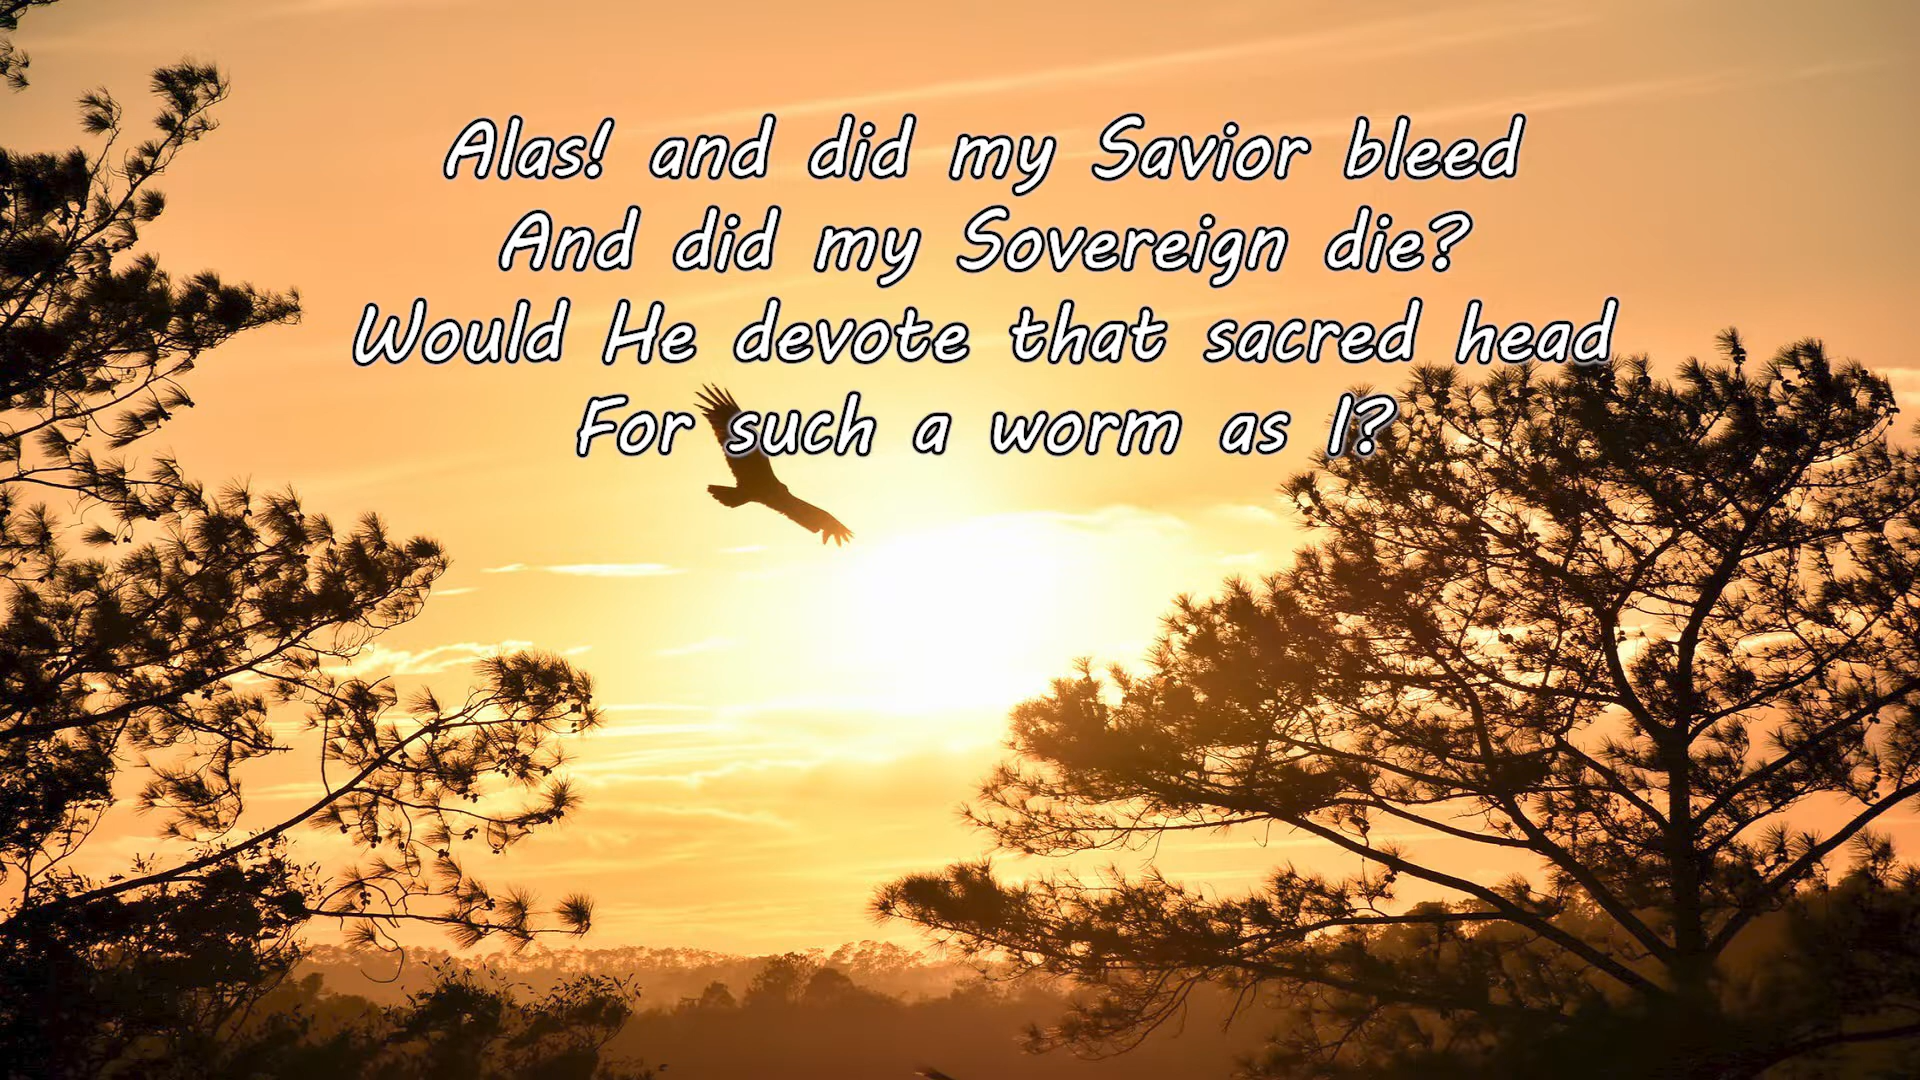 Alas! and did my Savior bleed
And did my Sovereign die?
Would He devote that sacred head
For such a worm as I?